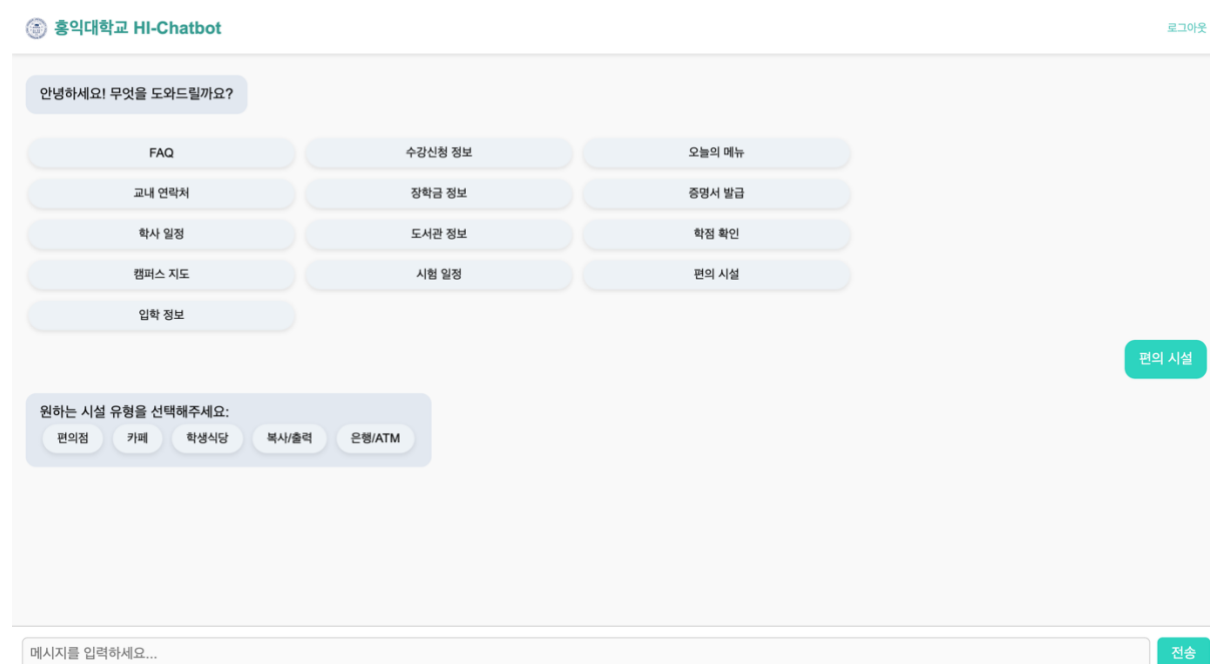 홍익대학교 HI-Chatbot
로그아웃
안녕하세요! 무엇을 도와드릴까요?
FAQ 수강신청 정보 오늘의 메뉴
교내 연락처 장학금 정보 증명서 발급
학사 일정 도서관 정보 학점 확인
캠퍼스 지도 시험 일정 편의 시설
입학 정보
편의 시설
원하는 시설 유형을 선택해주세요:
편의점 카페 학생식당 복사/출력 은행/ATM
메시지를 입력하세요...
전송